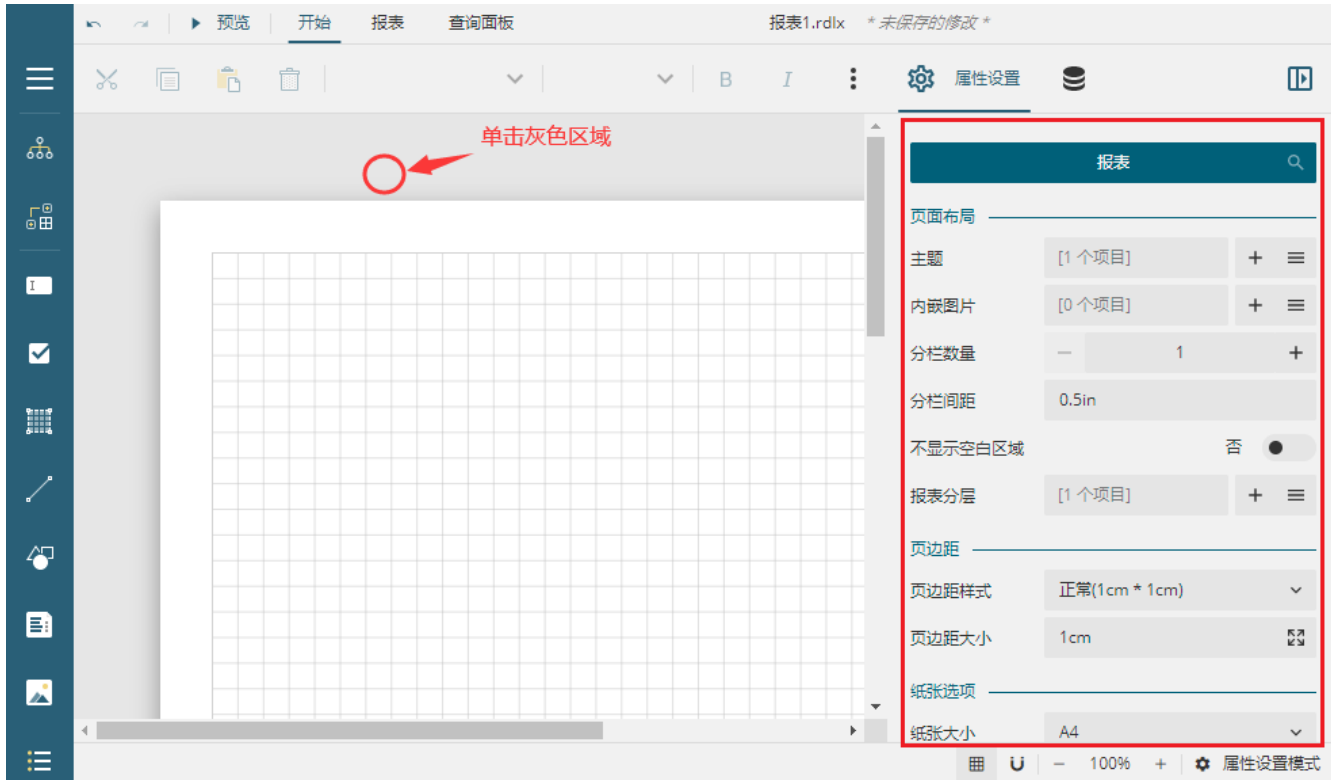 预览 开始 报表 查询面板 报表1.rdlx * 未保存的修改 *
B I 属性设置
单击灰色区域
报表
页面布局
主题 [1 个项目]
内嵌图片 [0 个项目]
分栏数量 1
分栏间距 0.5in
不显示空白区域 否
报表分层 [1 个项目]
页边距
页边距样式 正常(1cm * 1cm)
页边距大小 1cm
纸张选项
纸张大小 A4
100% 属性设置模式